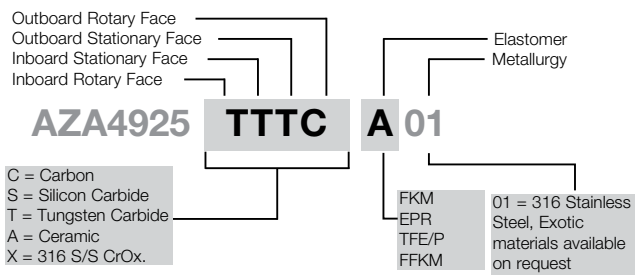 Outboard Rotary Face
Outboard Stationary Face
Inboard Stationary Face
Inboard Rotary Face
Elastomer
Metallurgy
AZA4925 TTTC A 01
C = Carbon
S = Silicon Carbide
T = Tungsten Carbide
A = Ceramic
X = 316 S/S CrOx.
FKM
EPR
TFE/P
FFKM
01 = 316 Stainless
Steel, Exotic
materials available
on request